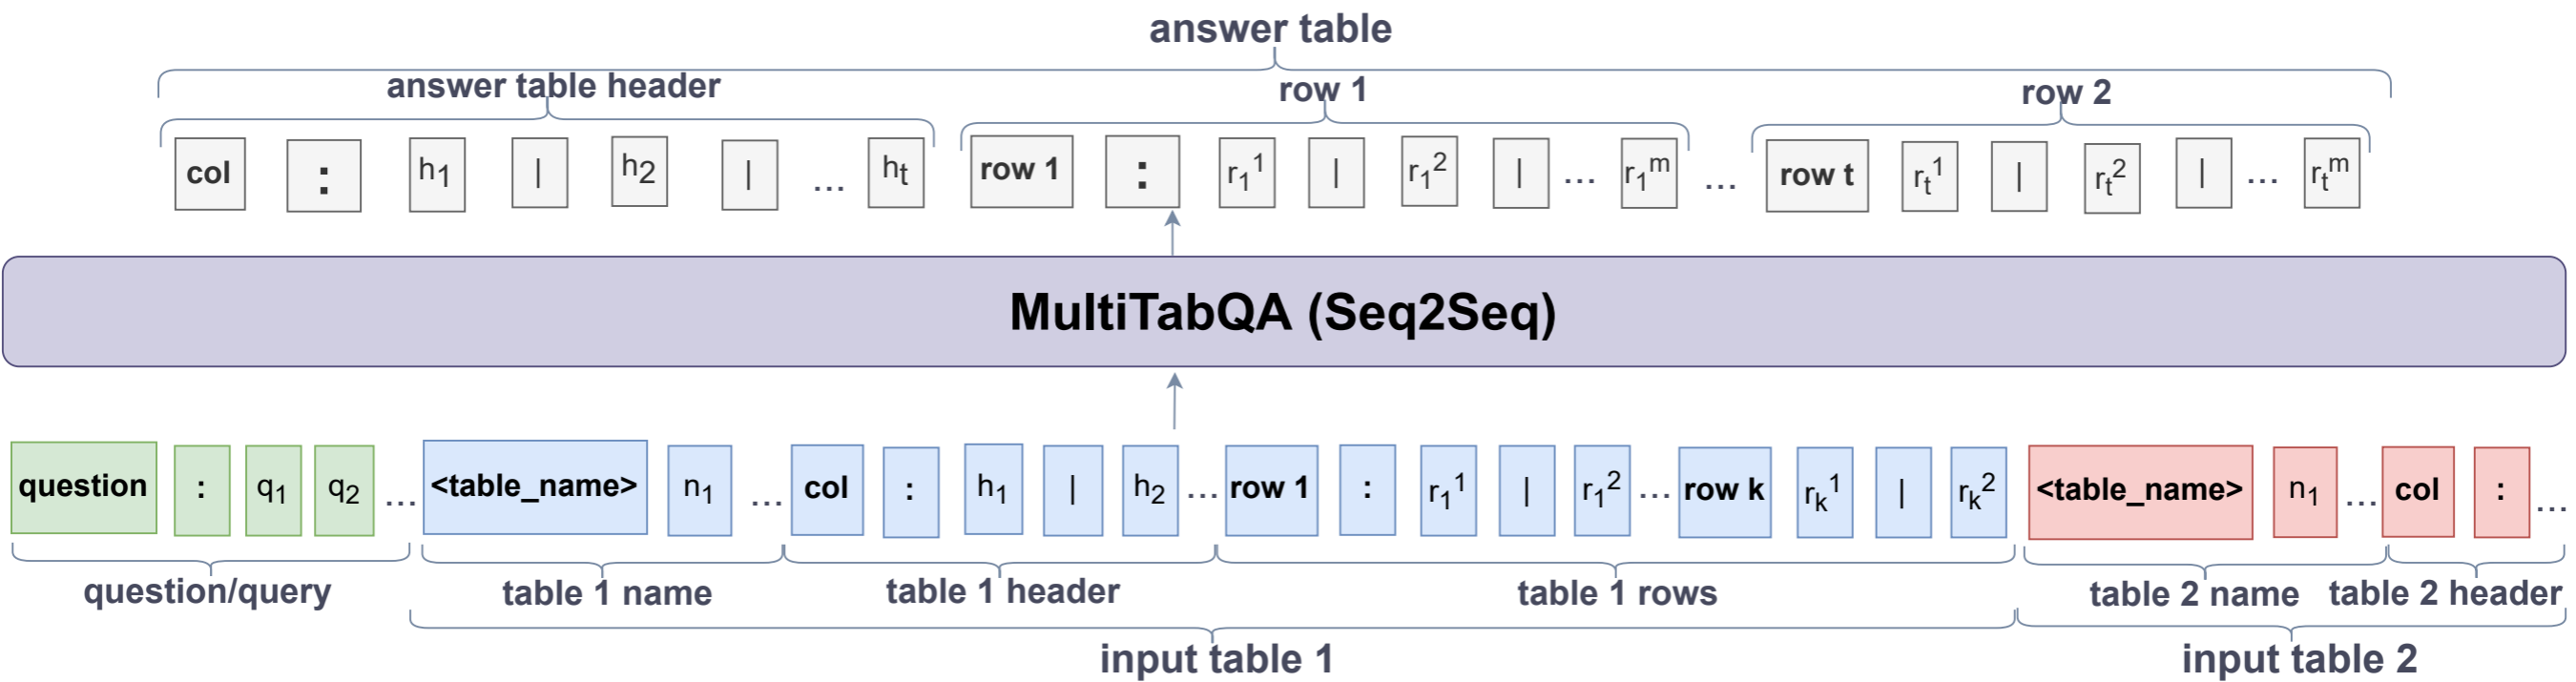 answer table
answer table header row 1 row 2
col : h1 | h2 | ... ht row 1 : r1^1 | r1^2 | ... r1^m ... row t rt^1 | rt^2 | ... rt^m
MultiTabQA (Seq2Seq)
question : q1 q2 ... <table_name> n1 ... col : h1 | h2 ... row 1 : r1^1 | r1^2 ... row k rk^1 | rk^2 <table_name> n1 ... col : ...
question/query table 1 name table 1 header table 1 rows table 2 name table 2 header
input table 1 input table 2